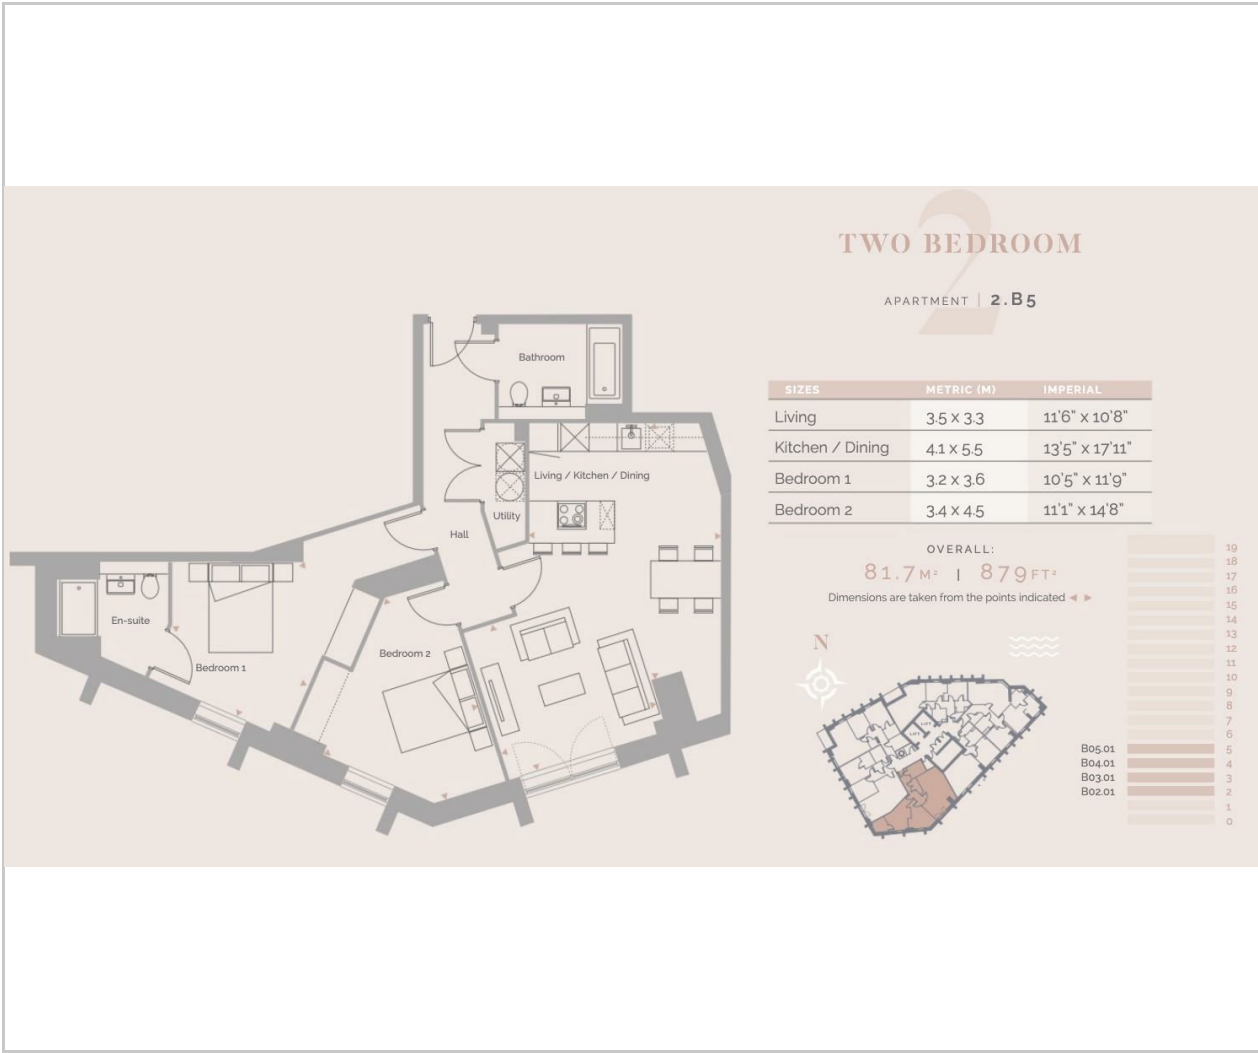 2
TWO BEDROOM
APARTMENT | 2.B5
Bathroom
Living / Kitchen / Dining
Utility
Hall
En-suite
Bedroom 1
Bedroom 2
SIZES METRIC (M) IMPERIAL
Living 3.5 x 3.3 11'6" x 10'8"
Kitchen / Dining 4.1 x 5.5 13'5" x 17'11"
Bedroom 1 3.2 x 3.6 10'5" x 11'9"
Bedroom 2 3.4 x 4.5 11'1" x 14'8"
OVERALL:
81.7M² | 879FT²
Dimensions are taken from the points indicated
N
LIFT
LIFT
19
18
17
16
15
14
13
12
11
10
9
8
7
6
B05.01 5
B04.01 4
B03.01 3
B02.01 2
1
0